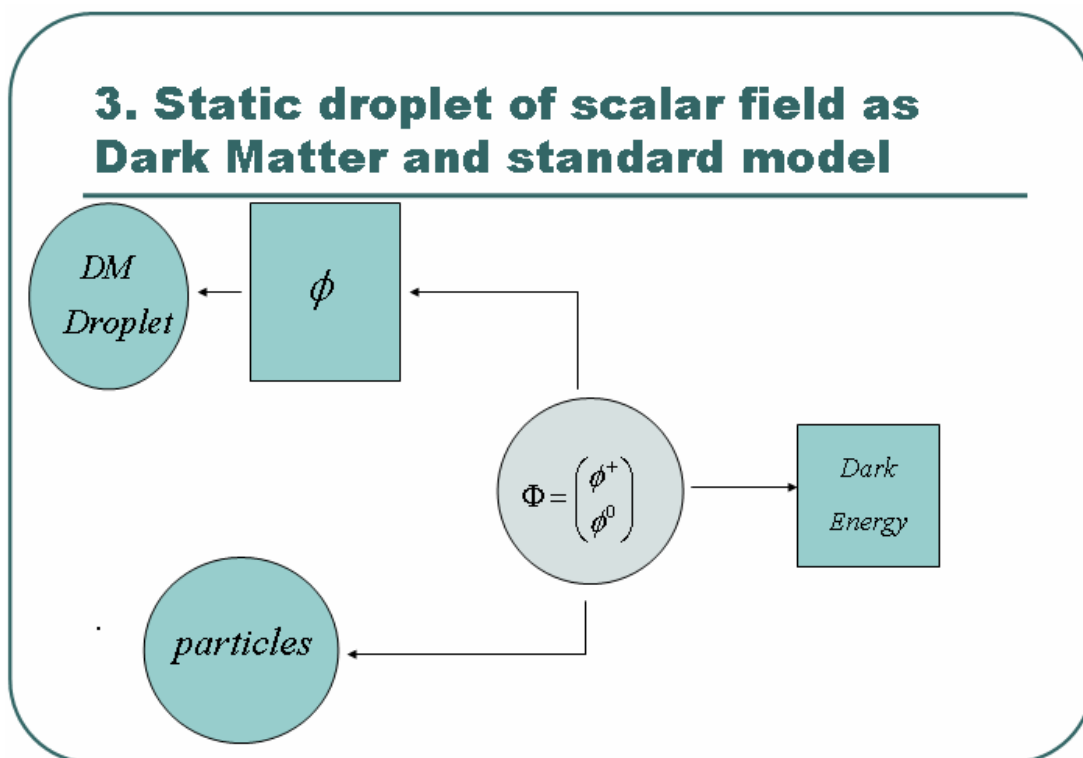 3. Static droplet of scalar field as
Dark Matter and standard model
DM
Droplet
ϕ
Φ = (ϕ⁺
ϕ⁰)
Dark
Energy
particles
.